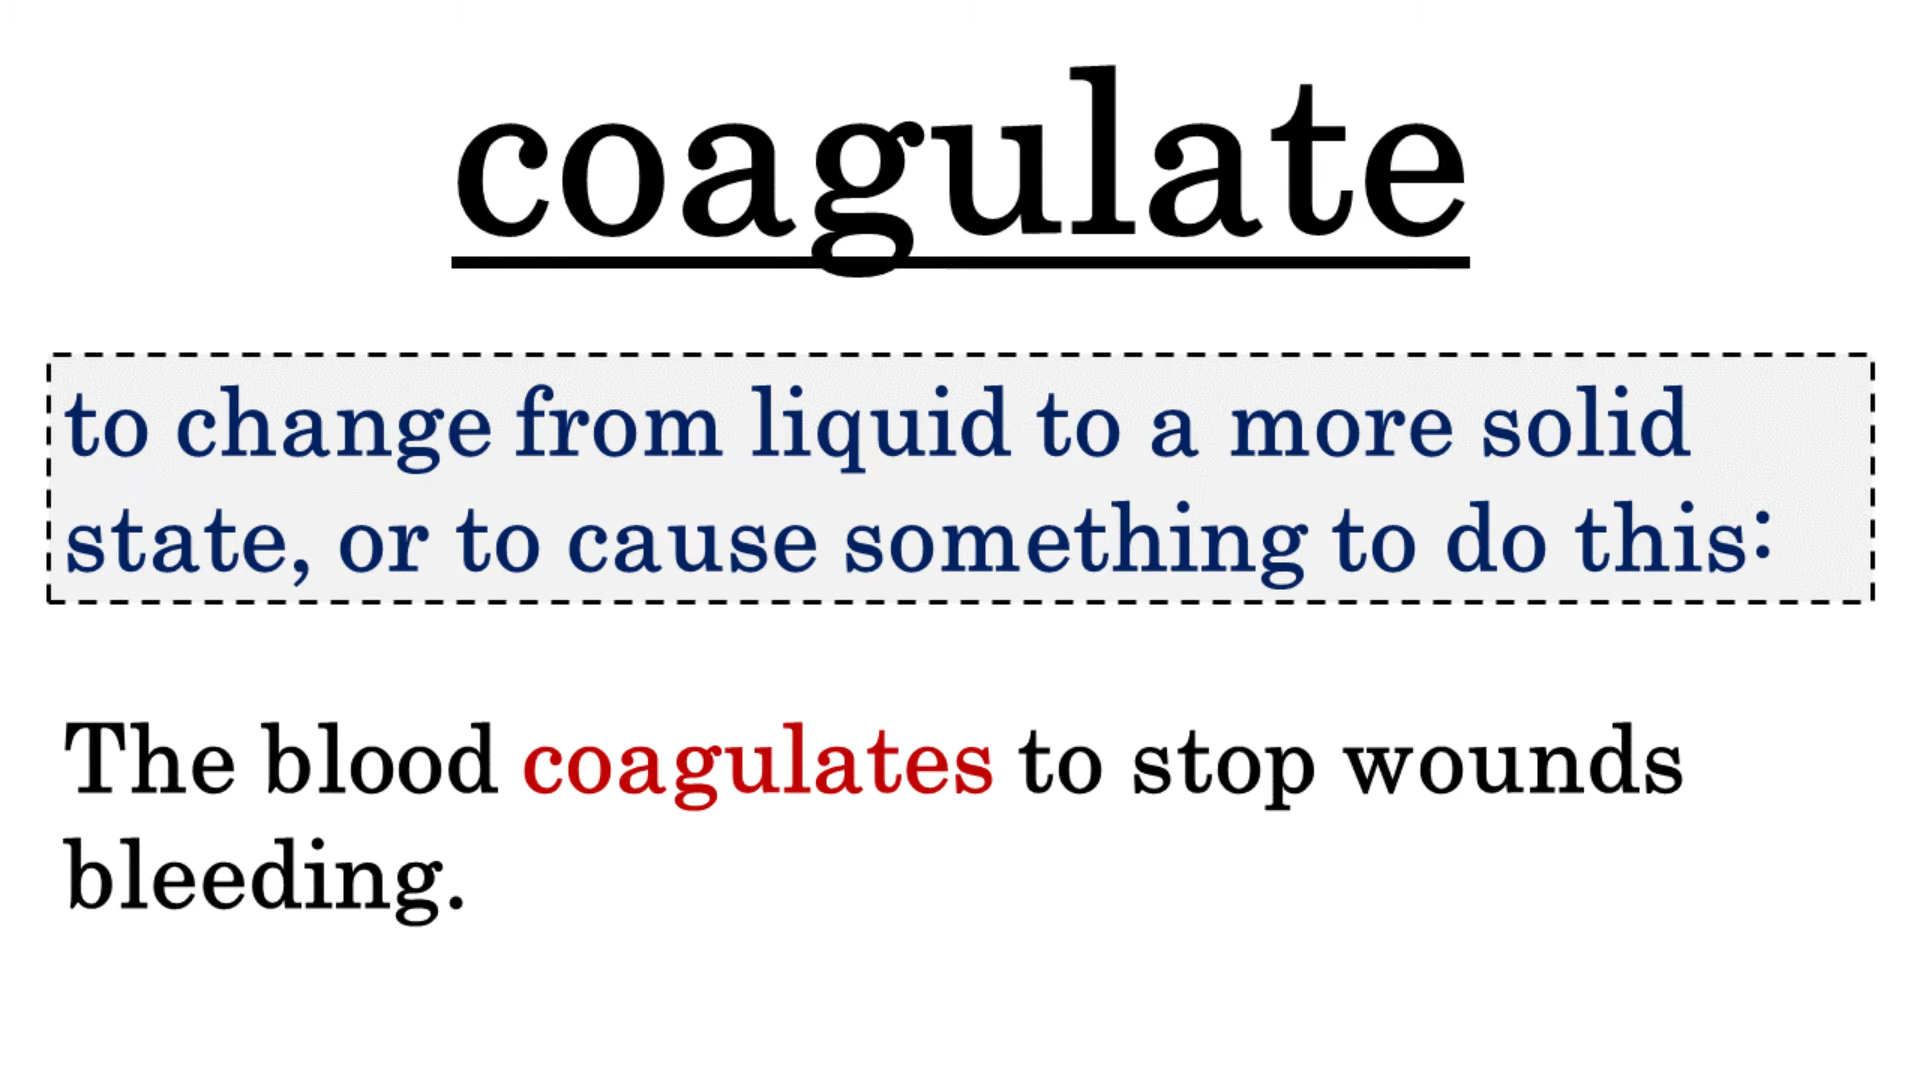 coagulate
to change from liquid to a more solid
state, or to cause something to do this:
The blood coagulates to stop wounds
bleeding.